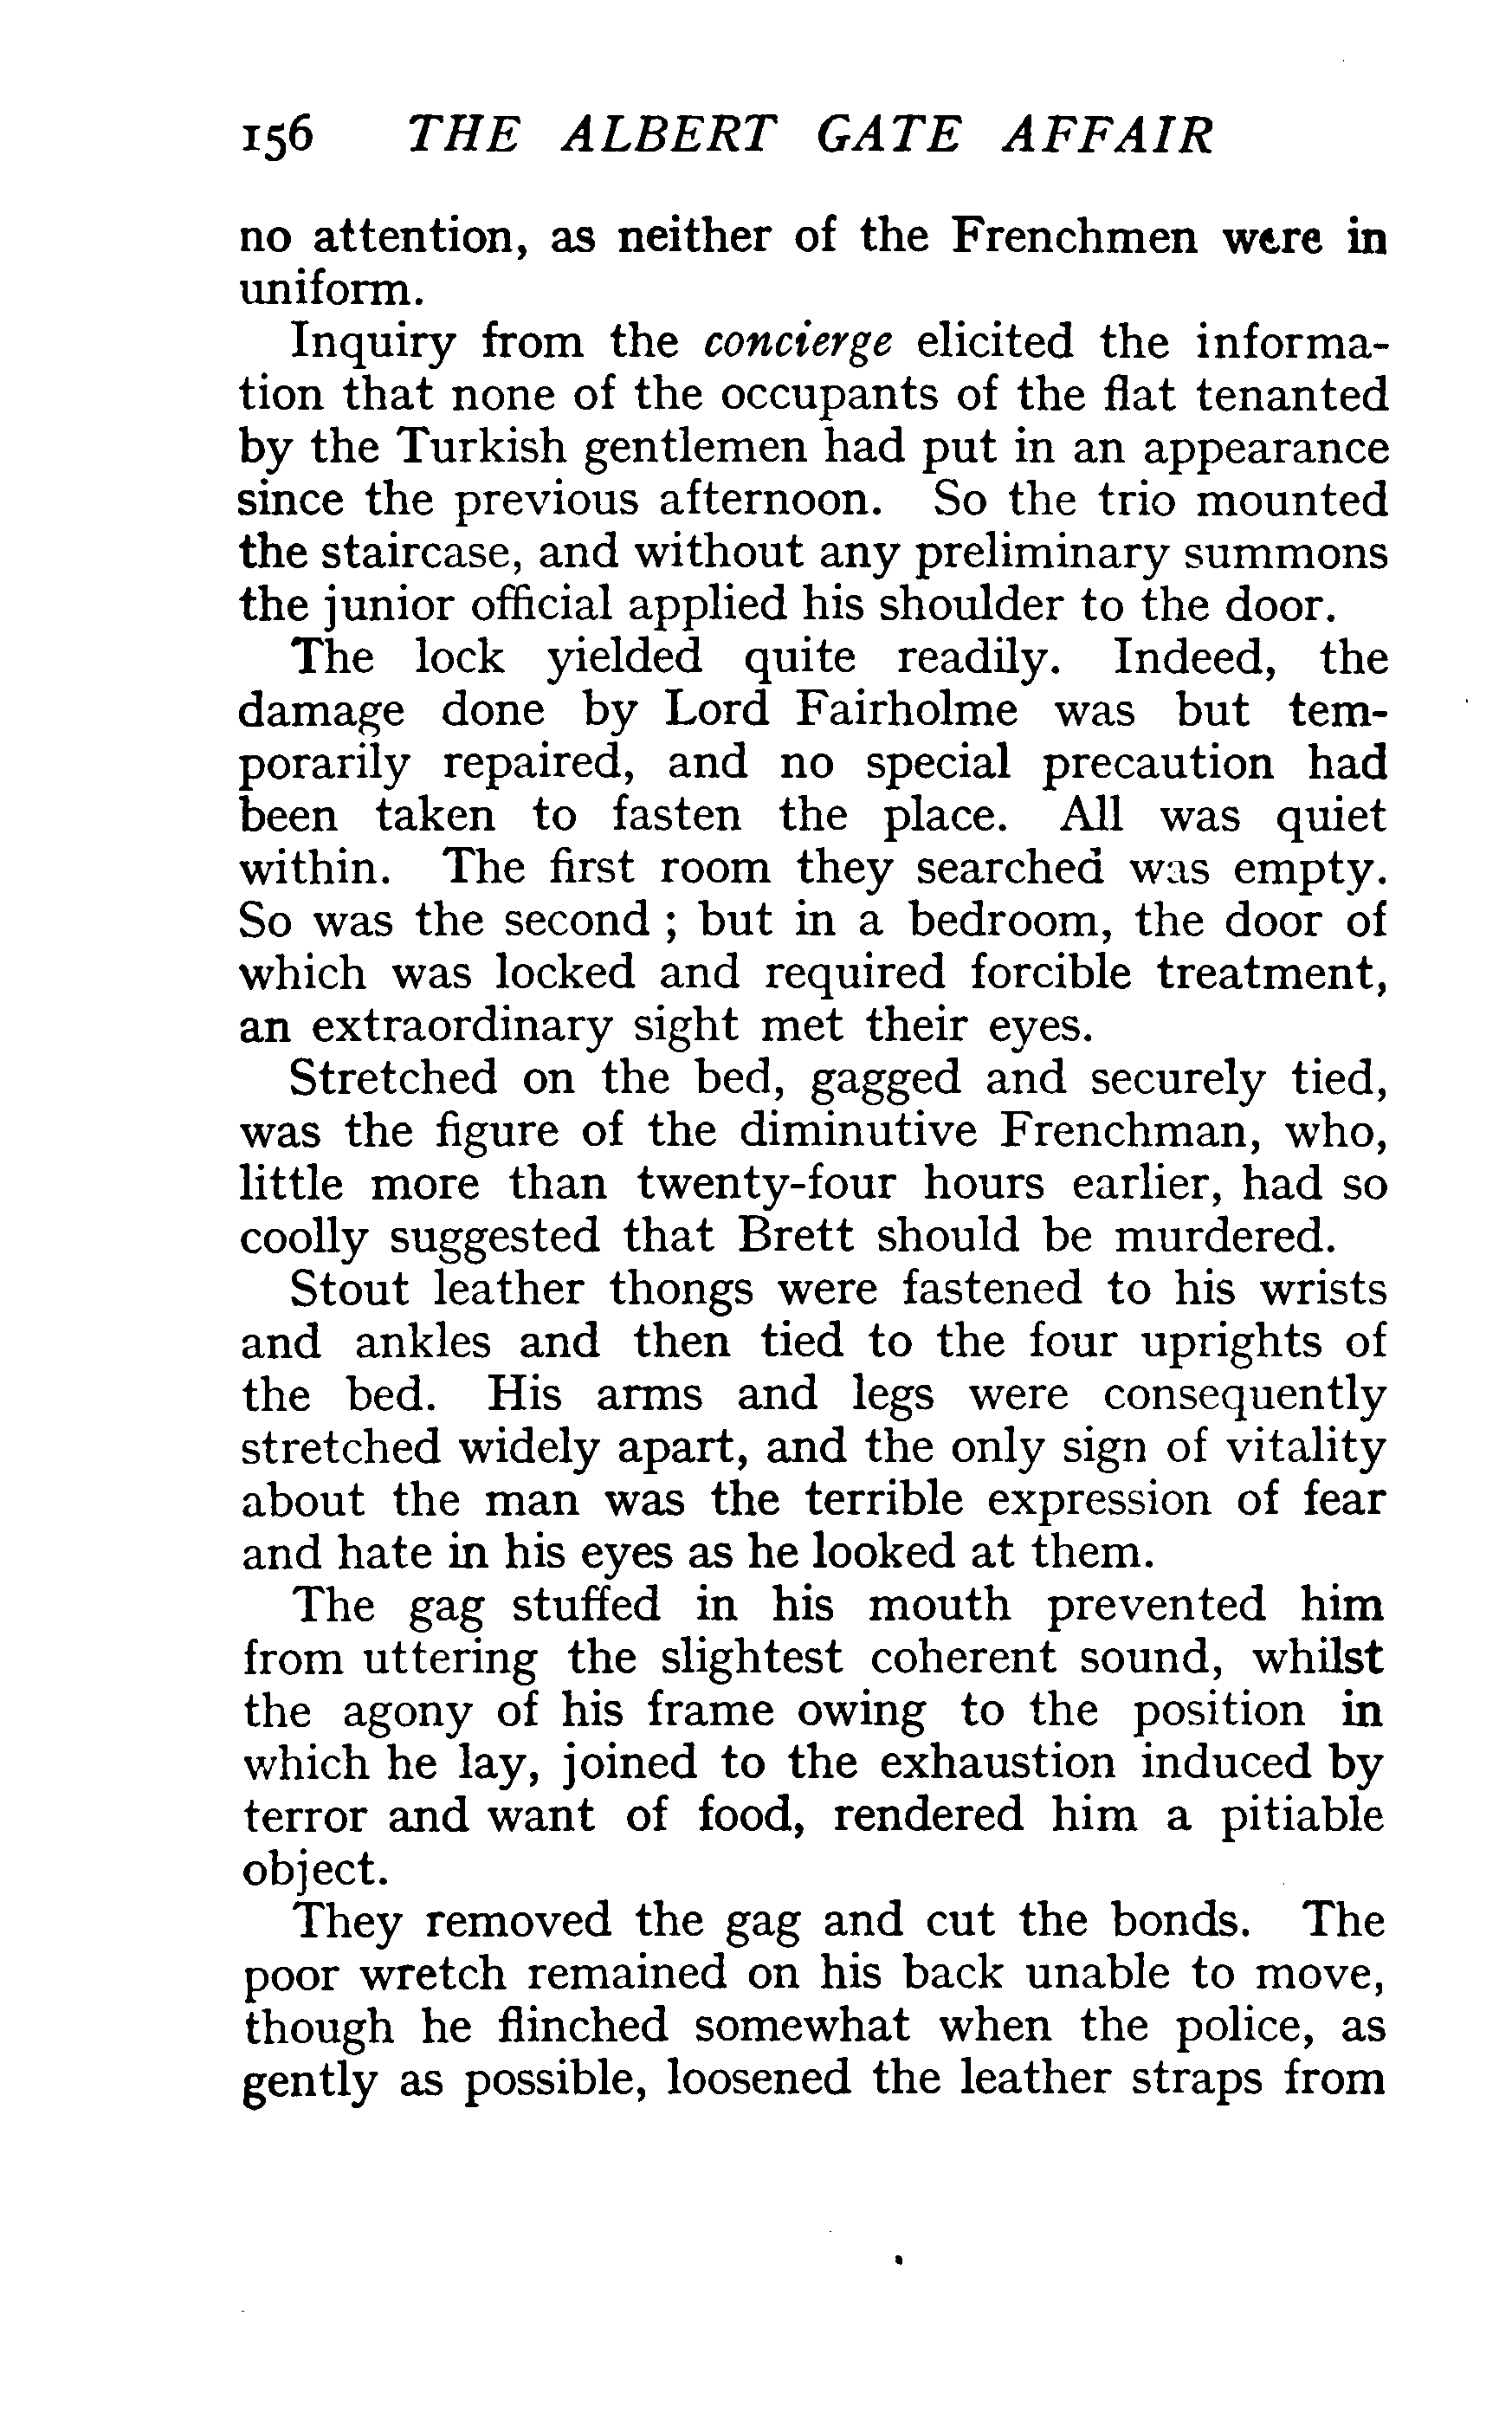 156 THE ALBERT GATE AFFAIR
no attention, as neither of the Frenchmen were in
uniform.
Inquiry from the concierge elicited the informa-
tion that none of the occupants of the flat tenanted
by the Turkish gentlemen had put in an appearance
since the previous afternoon. So the trio mounted
the staircase, and without any preliminary summons
the junior official applied his shoulder to the door.
The lock yielded quite readily. Indeed, the
damage done by Lord Fairholme was but tem-
porarily repaired, and no special precaution had
been taken to fasten the place. All was quiet
within. The first room they searched was empty.
So was the second ; but in a bedroom, the door of
which was locked and required forcible treatment,
an extraordinary sight met their eyes.
Stretched on the bed, gagged and securely tied,
was the figure of the diminutive Frenchman, who,
little more than twenty-four hours earlier, had so
coolly suggested that Brett should be murdered.
Stout leather thongs were fastened to his wrists
and ankles and then tied to the four uprights of
the bed. His arms and legs were consequently
stretched widely apart, and the only sign of vitality
about the man was the terrible expression of fear
and hate in his eyes as he looked at them.
The gag stuffed in his mouth prevented him
from uttering the slightest coherent sound, whilst
the agony of his frame owing to the position in
which he lay, joined to the exhaustion induced by
terror and want of food, rendered him a pitiable
object.
They removed the gag and cut the bonds. The
poor wretch remained on his back unable to move,
though he flinched somewhat when the police, as
gently as possible, loosened the leather straps from